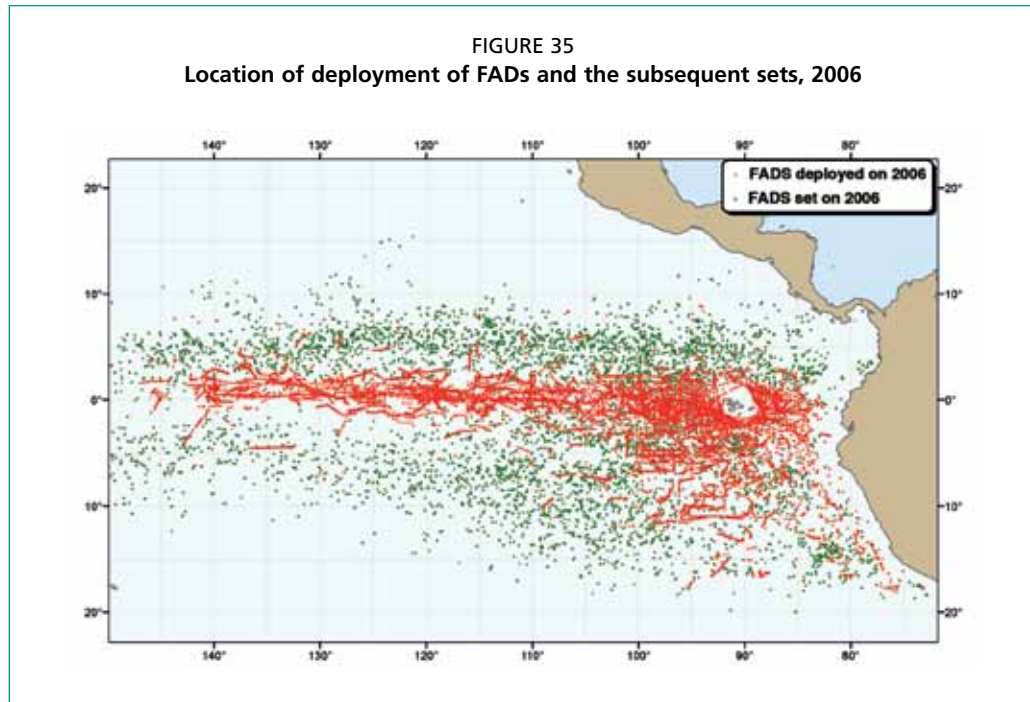 FIGURE 35
Location of deployment of FADs and the subsequent sets, 2006
140° 130° 120° 110° 100° 90° 80°
FADS deployed on 2006
FADS set on 2006
20° 20°
10° 10°
0° 0°
10° 10°
20° 20°
140° 130° 120° 110° 100° 90° 80°